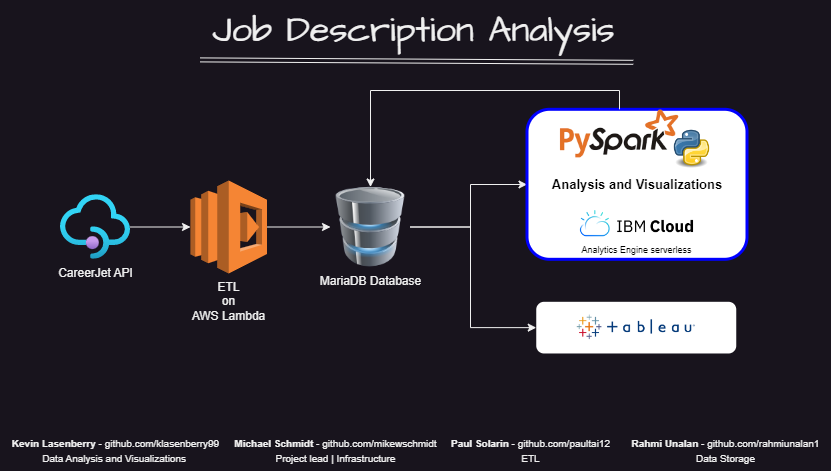 Job Description Analysis
PySpark
Analysis and Visualizations
IBM Cloud
Analytics Engine serverless
CareerJet API
ETL
on
AWS Lambda
MariaDB Database
+ a b l e a u
Kevin Lasenberry - github.com/klasenberry99
Data Analysis and Visualizations
Michael Schmidt - github.com/mikewschmidt
Project lead | Infrastructure
Paul Solarin - github.com/paultai12
ETL
Rahmi Unalan - github.com/rahmiunalan1
Data Storage